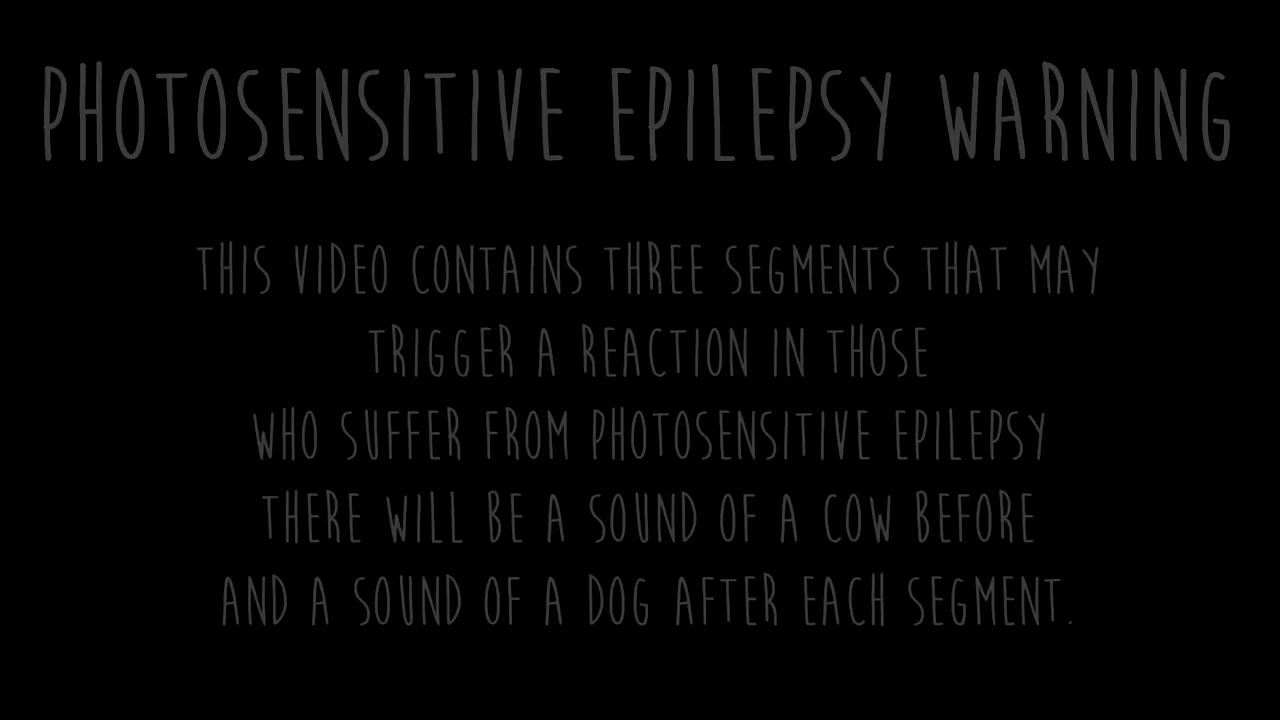 PHOTOSENSITIVE EPILEPSY WARNING
THIS VIDEO CONTAINS THREE SEGMENTS THAT MAY
TRIGGER A REACTION IN THOSE
WHO SUFFER FROM PHOTOSENSITIVE EPILEPSY
THERE WILL BE A SOUND OF A COW BEFORE
AND A SOUND OF A DOG AFTER EACH SEGMENT.